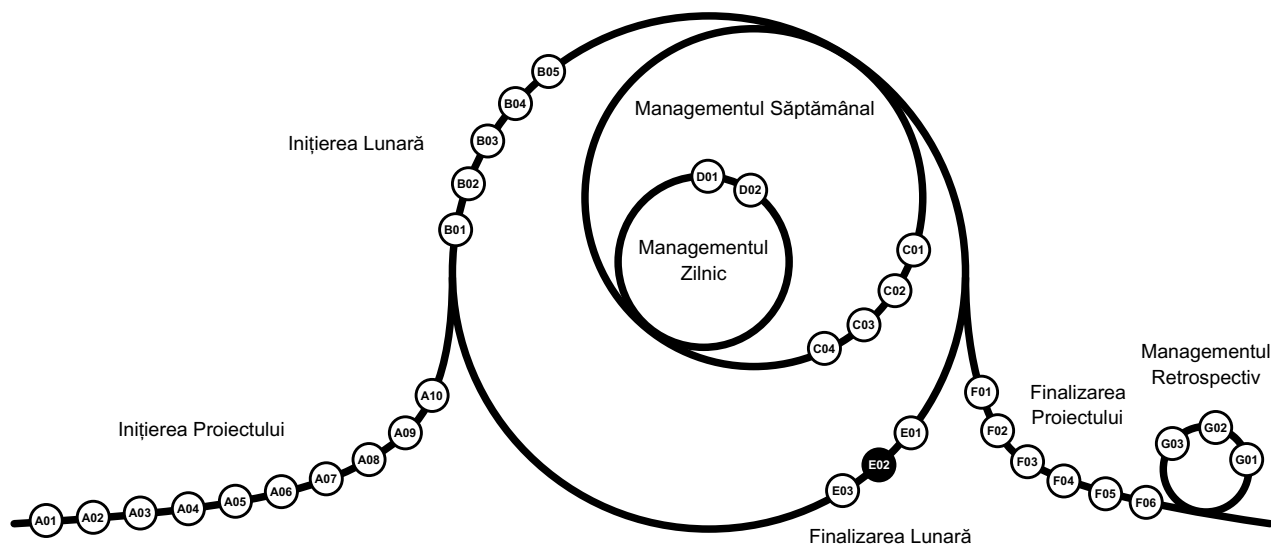 Inițierea Proiectului
A01
A02
A03
A04
A05
A06
A07
A08
A09
A10
Inițierea Lunară
B01
B02
B03
B04
B05
Managementul Săptămânal
C01
C02
C03
C04
Managementul
Zilnic
D01
D02
Finalizarea Lunară
E01
E02
E03
Finalizarea
Proiectului
F01
F02
F03
F04
F05
F06
Managementul
Retrospectiv
G01
G02
G03